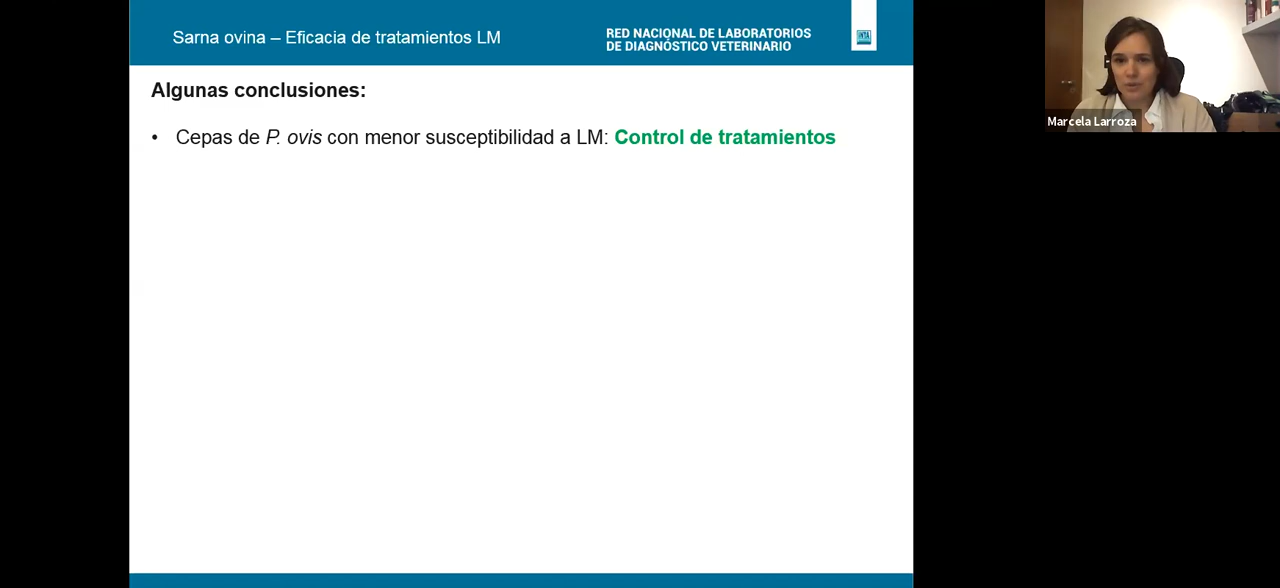 Sarna ovina – Eficacia de tratamientos LM
RED NACIONAL DE LABORATORIOS
DE DIAGNÓSTICO VETERINARIO
INTA
Marcela Larroza
Algunas conclusiones:
• Cepas de P. ovis con menor susceptibilidad a LM: Control de tratamientos